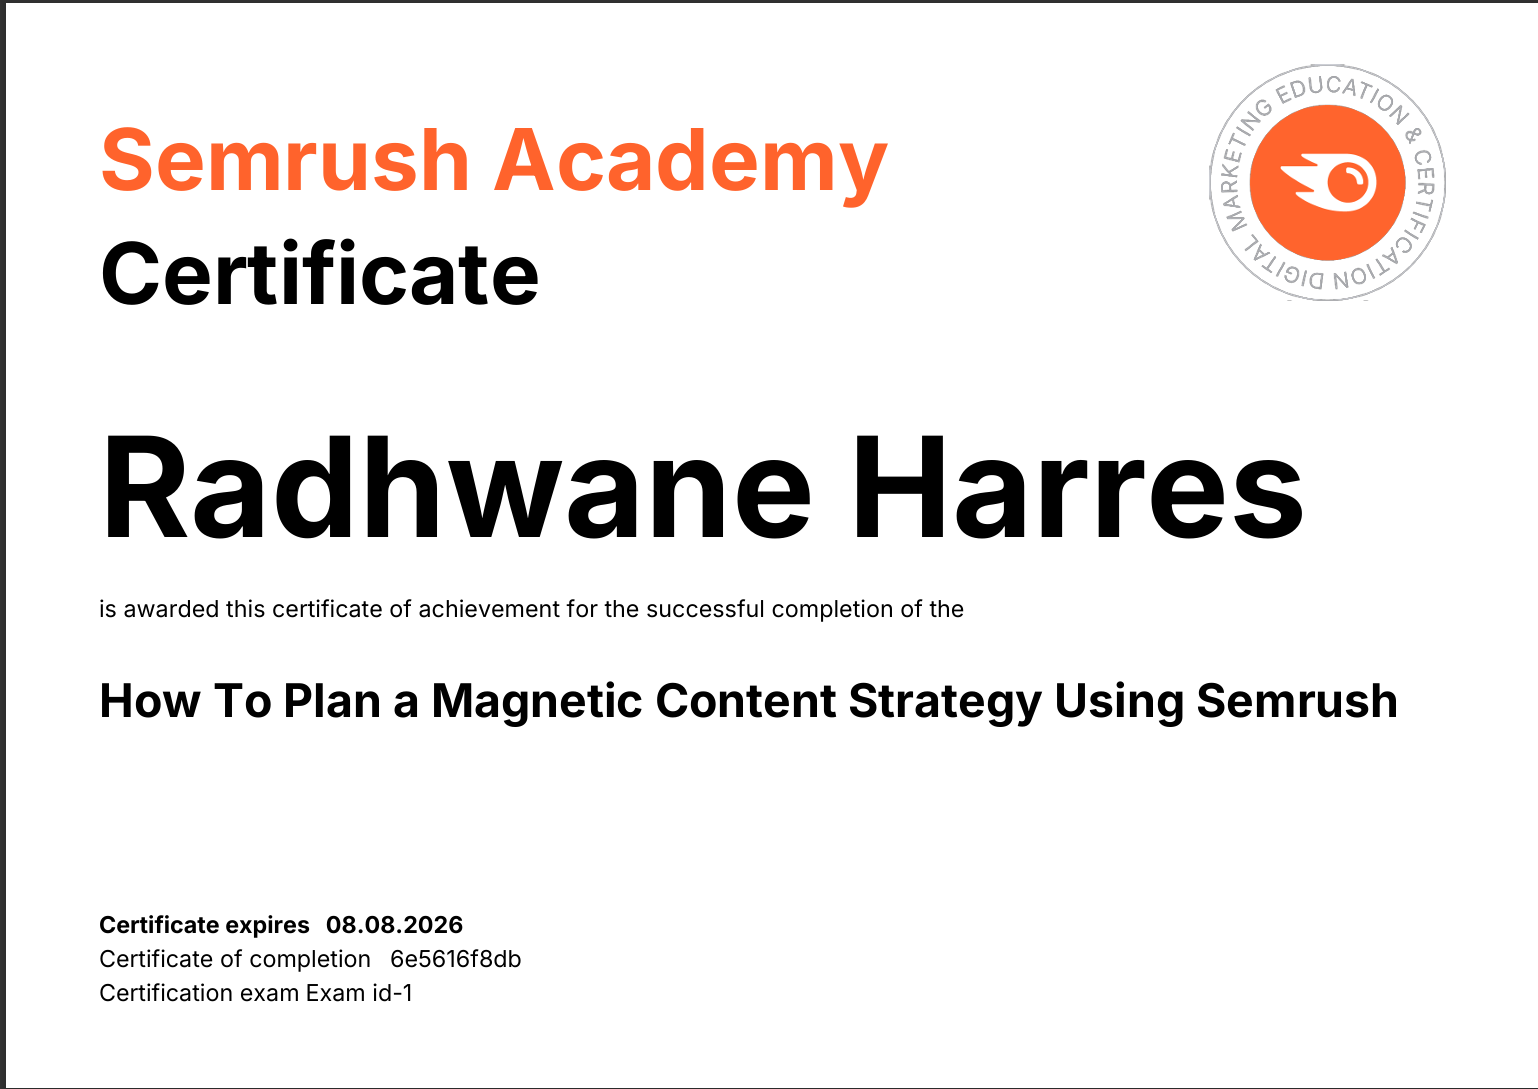 Semrush Academy
Certificate
DIGITAL MARKETING EDUCATION & CERTIFICATION
Radhwane Harres
is awarded this certificate of achievement for the successful completion of the
How To Plan a Magnetic Content Strategy Using Semrush
Certificate expires 08.08.2026
Certificate of completion 6e5616f8db
Certification exam Exam id-1